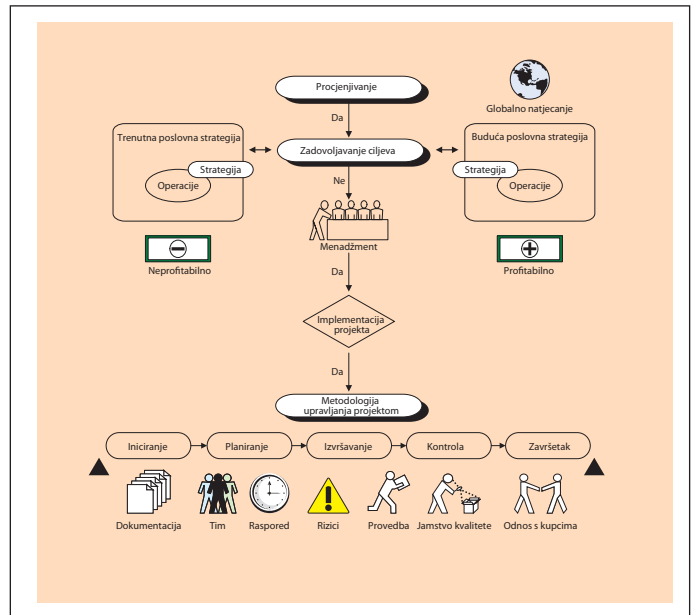 Procjenjivanje
Globalno natjecanje
Da
Trenutna poslovna strategija
Zadovoljavanje ciljeva
Buduća poslovna strategija
Strategija
Operacije
Ne
Strategija
Operacije
Menadžment
Neprofitabilno
Profitabilno
Da
Implementacija
projekta
Da
Metodologija
upravljanja projektom
Iniciranje
Planiranje
Izvršavanje
Kontrola
Završetak
Dokumentacija
Tim
Raspored
Rizici
Provedba
Jamstvo kvalitete
Odnos s kupcima